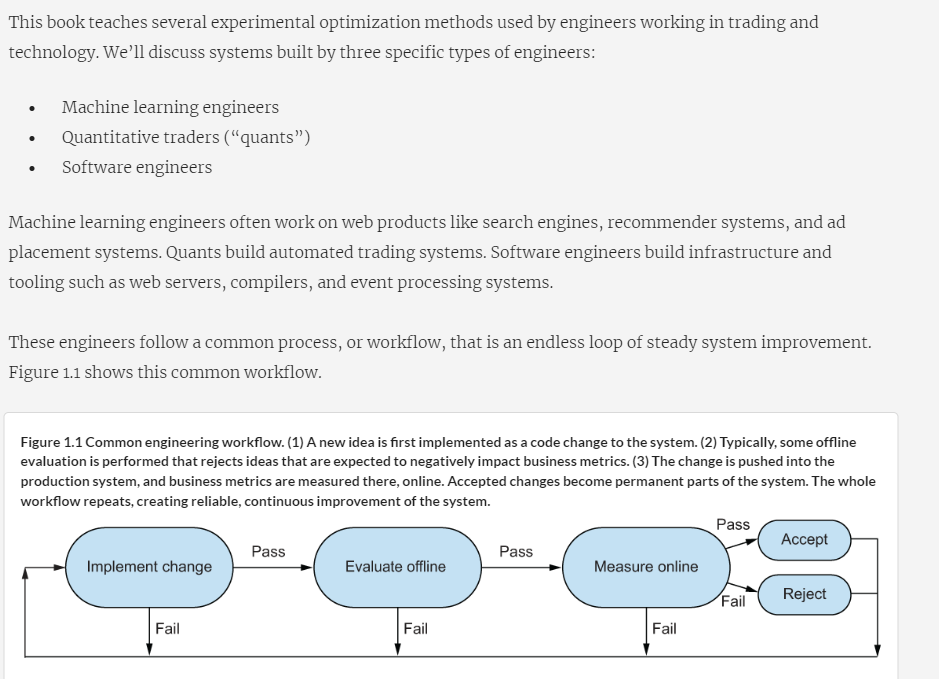 This book teaches several experimental optimization methods used by engineers working in trading and
technology. We’ll discuss systems built by three specific types of engineers:
• Machine learning engineers
• Quantitative traders (“quants”)
• Software engineers
Machine learning engineers often work on web products like search engines, recommender systems, and ad
placement systems. Quants build automated trading systems. Software engineers build infrastructure and
tooling such as web servers, compilers, and event processing systems.
These engineers follow a common process, or workflow, that is an endless loop of steady system improvement.
Figure 1.1 shows this common workflow.
Figure 1.1 Common engineering workflow. (1) A new idea is first implemented as a code change to the system. (2) Typically, some offline
evaluation is performed that rejects ideas that are expected to negatively impact business metrics. (3) The change is pushed into the
production system, and business metrics are measured there, online. Accepted changes become permanent parts of the system. The whole
workflow repeats, creating reliable, continuous improvement of the system.
Implement change
Pass
Evaluate offline
Pass
Measure online
Pass
Accept
Fail
Reject
Fail
Fail
Fail